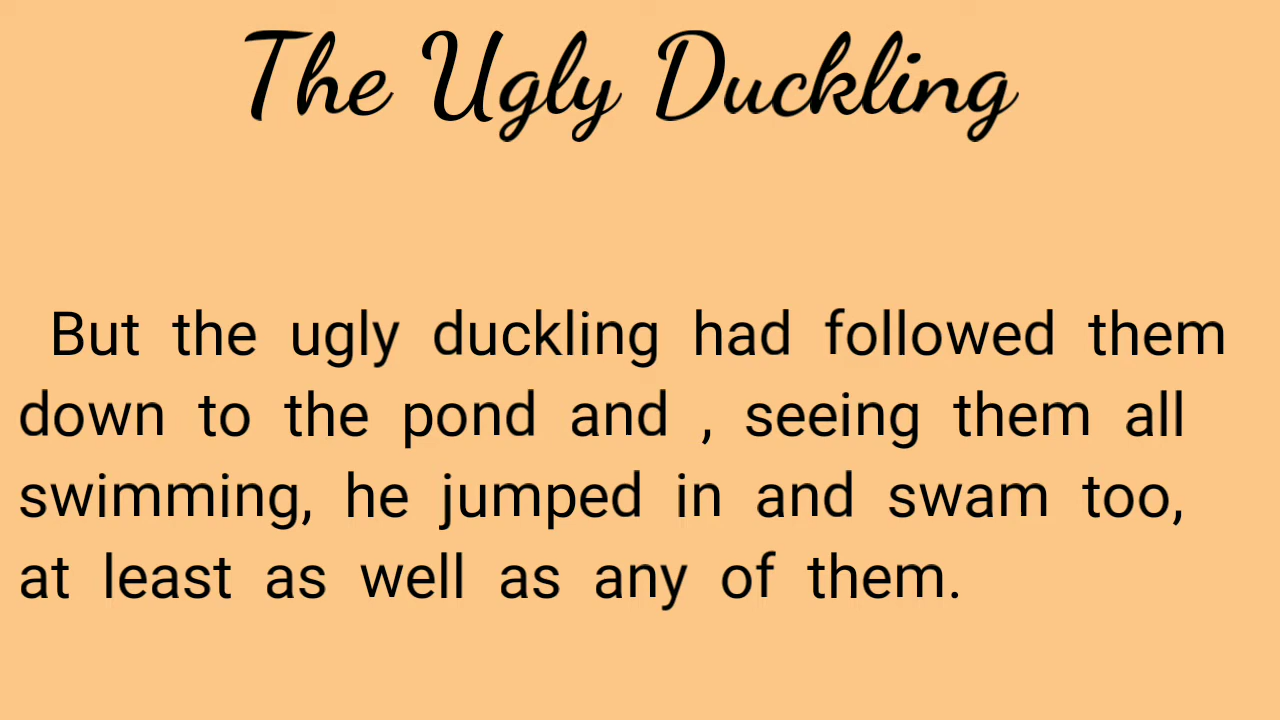 The Ugly Duckling
But the ugly duckling had followed them
down to the pond and , seeing them all
swimming, he jumped in and swam too,
at least as well as any of them.